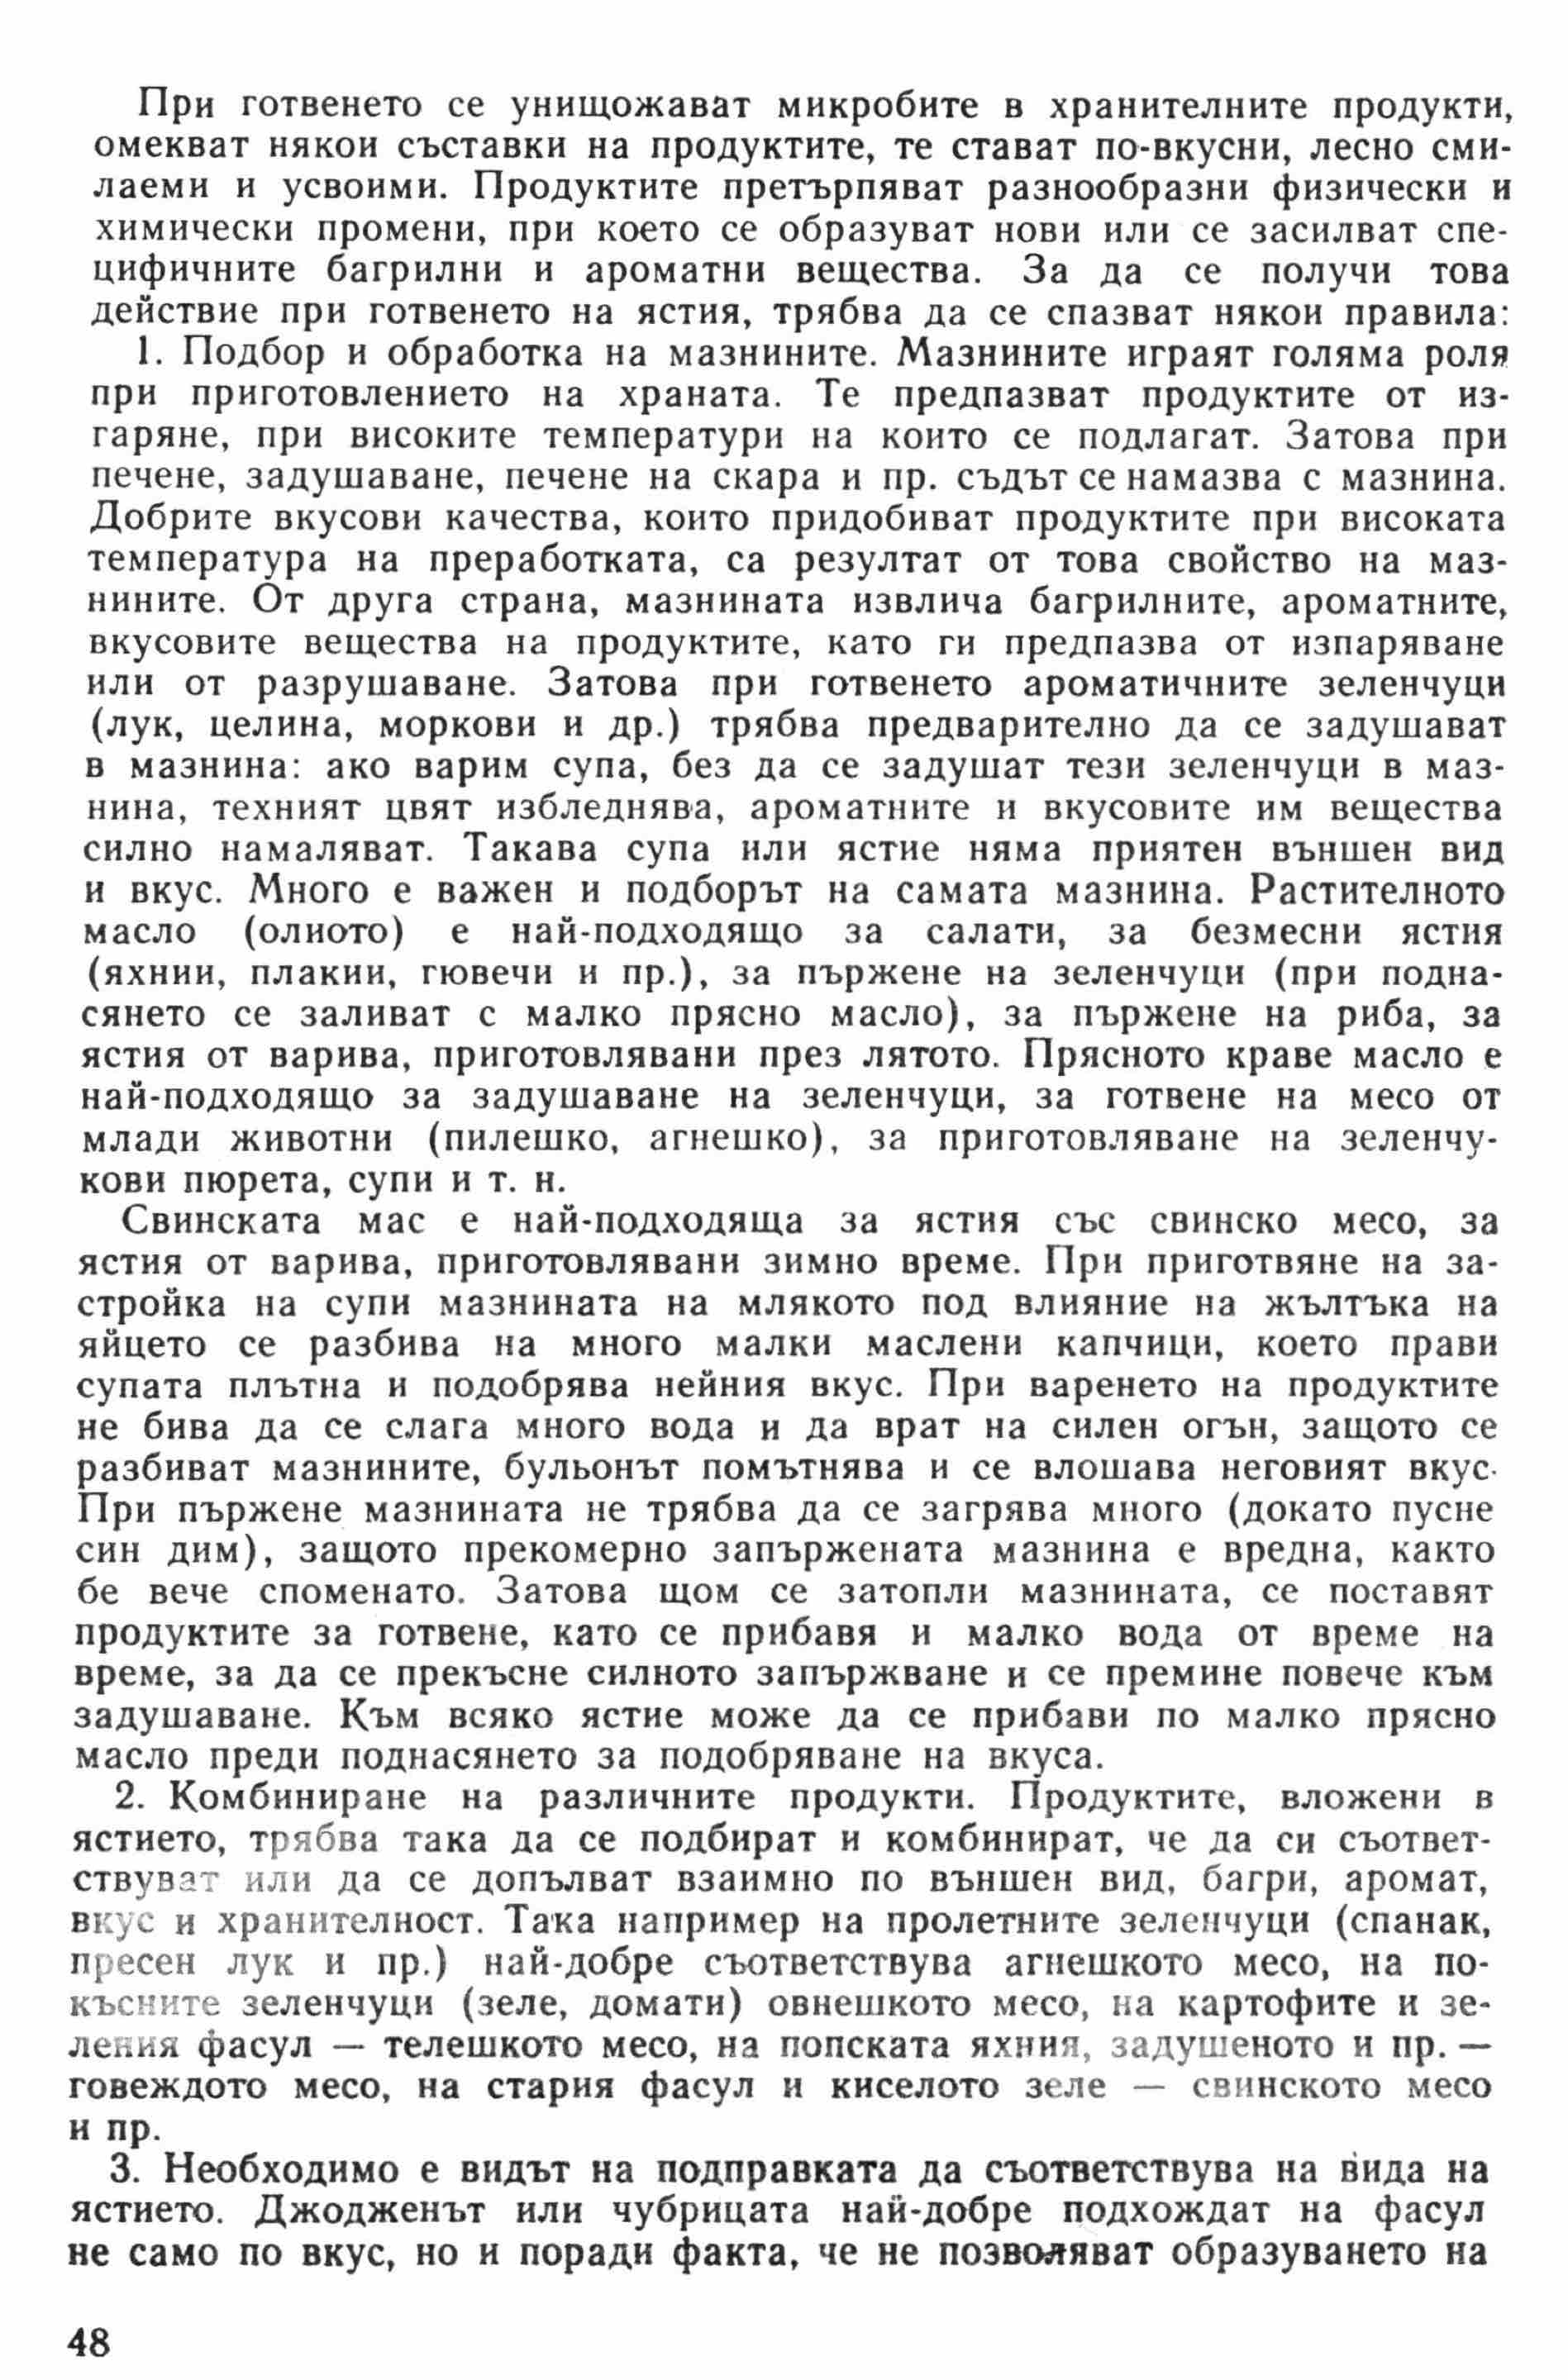 При готвенето се унищожават микробите в хранителните продукти,
омекват някои съставки на продуктите, те стават по-вкусни, лесно сми-
лаеми и усвоими. Продуктите претърпяват разнообразни физически и
химически промени, при което се образуват нови или се засилват спе-
цифичните багрилни и ароматни вещества. За да се получи това
действие при готвенето на ястия, трябва да се спазват някои правила:
1. Подбор и обработка на мазнините. Мазнините играят голяма роля
при приготовлението на храната. Те предпазват продуктите от из-
гаряне, при високите температури на които се подлагат. Затова при
печене, задушаване, печене на скара и пр. съдът се намазва с мазнина.
Добрите вкусови качества, които придобиват продуктите при високата
температура на преработката, са резултат от това свойство на маз-
нините. От друга страна, мазнината извлича багрилните, ароматните,
вкусовите вещества на продуктите, като ги предпазва от изпаряване
или от разрушаване. Затова при готвенето ароматичните зеленчуци
(лук, целина, моркови и др.) трябва предварително да се задушават
в мазнина: ако варим супа, без да се задушат тези зеленчуци в маз-
нина, техният цвят избледнява, ароматните и вкусовите им вещества
силно намаляват. Такава супа или ястие няма приятен външен вид
и вкус. Много е важен и подборът на самата мазнина. Растителното
масло (олиото) е най-подходящо за салати, за безмесни ястия
(яхнии, плакии, гювечи и пр.), за пържене на зеленчуци (при подна-
сянето се заливат с малко прясно масло), за пържене на риба, за
ястия от варива, приготовлявани през лятото. Прясното краве масло е
най-подходящо за задушаване на зеленчуци, за готвене на месо от
млади животни (пилешко, агнешко), за приготовляване на зеленчу-
кови пюрета, супи и т. н.
Свинската мас е най-подходяща за ястия със свинско месо, за
ястия от варива, приготовлявани зимно време. При приготвяне на за-
стройка на супи мазнината на млякото под влияние на жълтъка на
яйцето се разбива на много малки маслени капчици, което прави
супата плътна и подобрява нейния вкус. При варенето на продуктите
не бива да се слага много вода и да врат на силен огън, защото се
разбиват мазнините, бульонът помътнява и се влошава неговият вкус.
При пържене мазнината не трябва да се загрява много (докато пусне
син дим), защото прекомерно запържената мазнина е вредна, както
бе вече споменато. Затова щом се затопли мазнината, се поставят
продуктите за готвене, като се прибавя и малко вода от време на
време, за да се прекъсне силното запържване и се премине повече към
задушаване. Към всяко ястие може да се прибави по малко прясно
масло преди поднасянето за подобряване на вкуса.
2. Комбиниране на различните продукти. Продуктите, вложени в
ястието, трябва така да се подбират и комбинират, че да си съответ-
ствуват или да се допълват взаимно по външен вид, багри, аромат,
вкус и хранителност. Така например на пролетните зеленчуци (спанак,
пресен лук и пр.) най-добре съответствува агнешкото месо, на по-
късните зеленчуци (зеле, домати) овнешкото месо, на картофите и зе-
ления фасул — телешкото месо, на попската яхния, задушеното и пр. —
говеждото месо, на стария фасул и киселото зеле — свинското месо
и пр.
3. Необходимо е видът на подправката да съответствува на вида на
ястието. Джодженът или чубрицата най-добре подхождат на фасул
не само по вкус, но и поради факта, че не позволяват образуването на
48